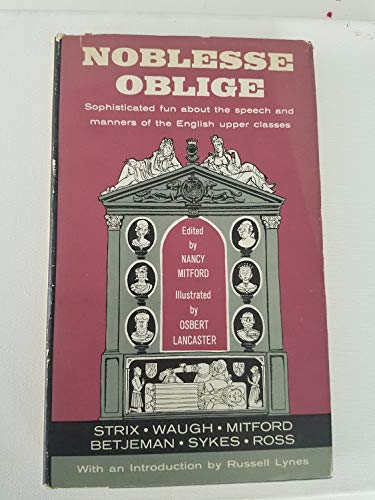 NOBLESSE
OBLIGE
Sophisticated fun about the speech and
manners of the English upper classes
Edited
by
NANCY
MITFORD
Illustrated
by
OSBERT
LANCASTER
STRIX • WAUGH • MITFORD
BETJEMAN • SYKES • ROSS
With an Introduction by Russell Lynes